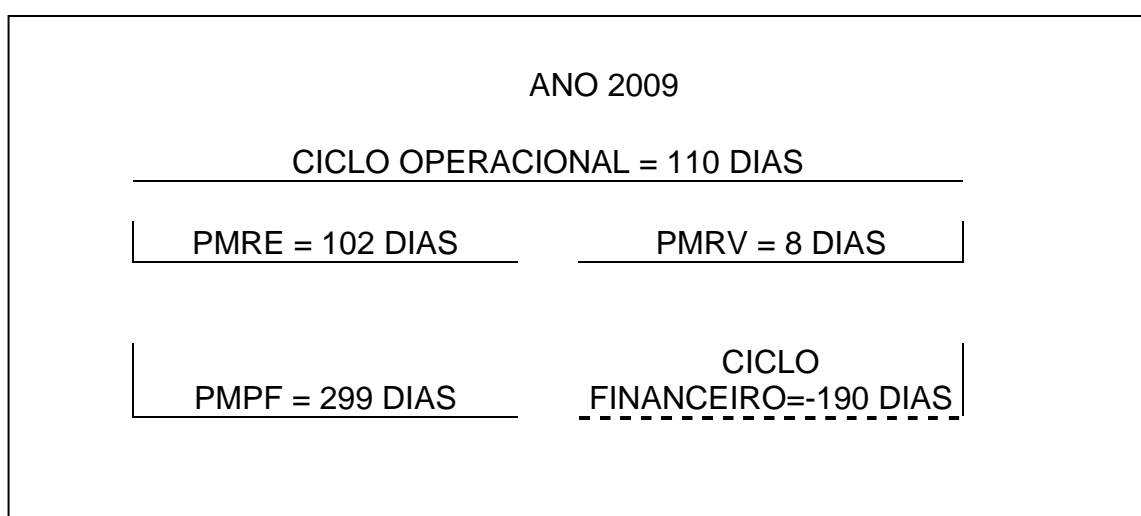 ANO 2009
CICLO OPERACIONAL = 110 DIAS
PMRE = 102 DIAS
PMRV = 8 DIAS
PMPF = 299 DIAS
CICLO
FINANCEIRO=-190 DIAS